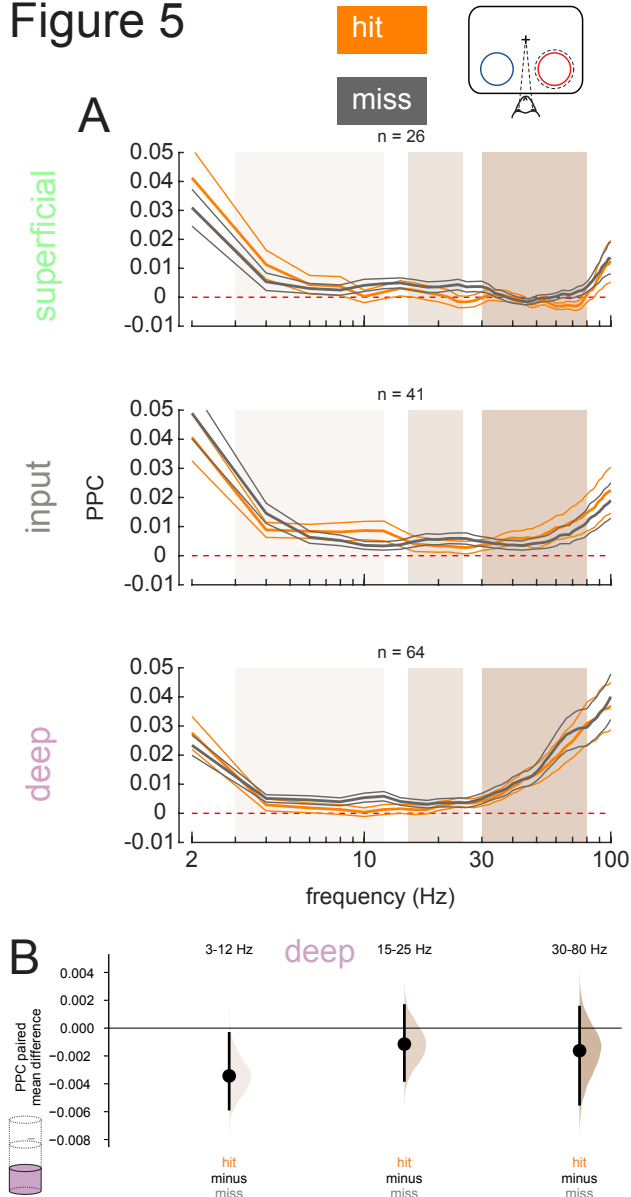 Figure 5
hit
miss
A
superficial
n = 26
0.05
0.04
0.03
0.02
0.01
0
-0.01
input
PPC
n = 41
0.05
0.04
0.03
0.02
0.01
0
-0.01
deep
n = 64
0.05
0.04
0.03
0.02
0.01
0
-0.01
2 10 30 100
frequency (Hz)
B
deep
3-12 Hz 15-25 Hz 30-80 Hz
PPC paired
mean difference
0.004
0.002
0.000
−0.002
−0.004
−0.006
−0.008
hit hit hit
minus minus minus
miss miss miss